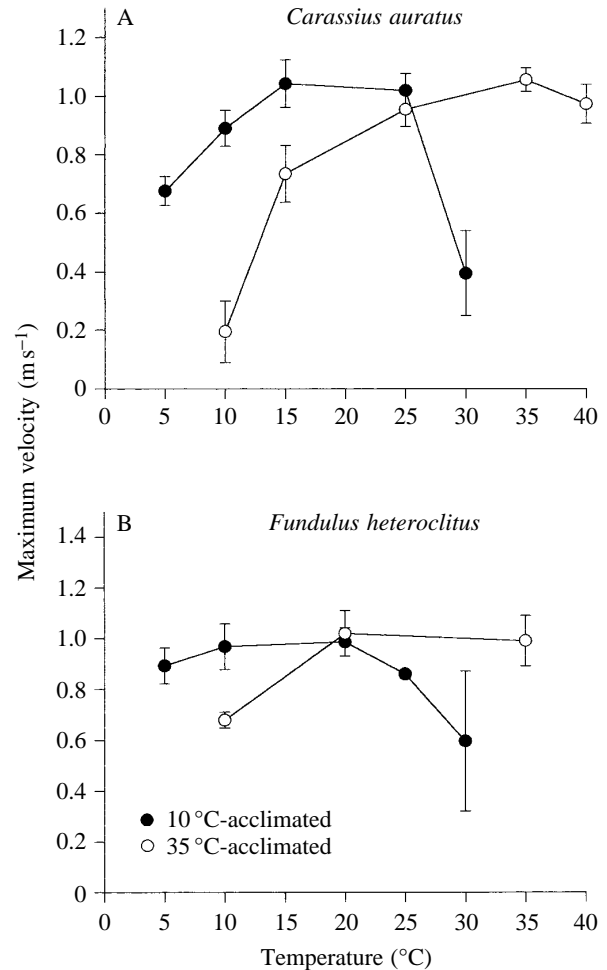 A
Carassius auratus
1.2
1.0
0.8
0.6
0.4
0.2
0
0 5 10 15 20 25 30 35 40
Maximum velocity (m s⁻¹)
B
Fundulus heteroclitus
1.4
1.2
1.0
0.8
0.6
0.4
0.2
0
10 °C-acclimated
35 °C-acclimated
0 5 10 15 20 25 30 35 40
Temperature (°C)